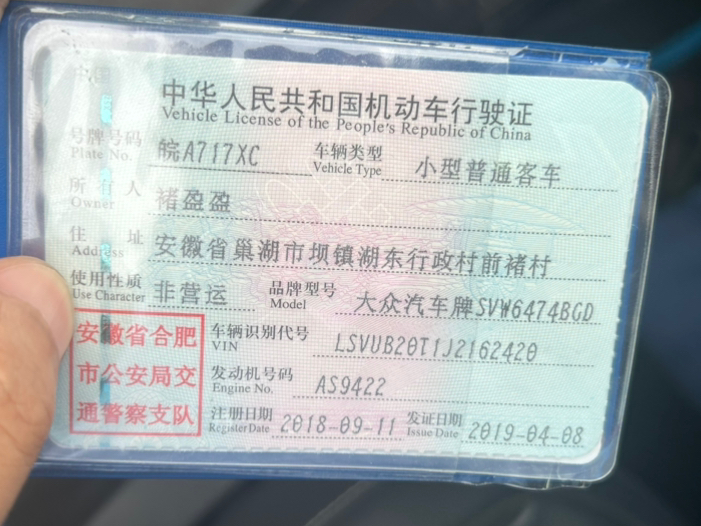 中华人民共和国机动车行驶证
Vehicle License of the People's Republic of China
号牌号码 皖A717XC 车辆类型 小型普通客车
Plate No. Vehicle Type
所有人 褚盈盈
Owner
住址 安徽省巢湖市坝镇湖东行政村前褚村
Address
使用性质 非营运 品牌型号 大众汽车牌SVW6474BGD
Use Character Model
安徽省合肥 车辆识别代号 LSVUB20T1J2162420
VIN
市公安局交 发动机号码 AS9422
Engine No.
通警察支队 注册日期 2018-09-11 发证日期 2019-04-08
Register Date Issue Date